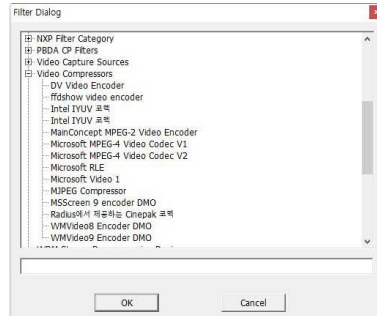 Filter Dialog
NXP Filter Category
PBDA CP Filters
Video Capture Sources
Video Compressors
DV Video Encoder
ffdshow video encoder
Intel IYUV 코덱
Intel IYUV 코덱
MainConcept MPEG-2 Video Encoder
Microsoft MPEG-4 Video Codec V1
Microsoft MPEG-4 Video Codec V2
Microsoft RLE
Microsoft Video 1
MJPEG Compressor
MSScreen 9 encoder DMO
Radius에서 제공하는 Cinepak 코덱
WMVideo8 Encoder DMO
WMVideo9 Encoder DMO
OK Cancel